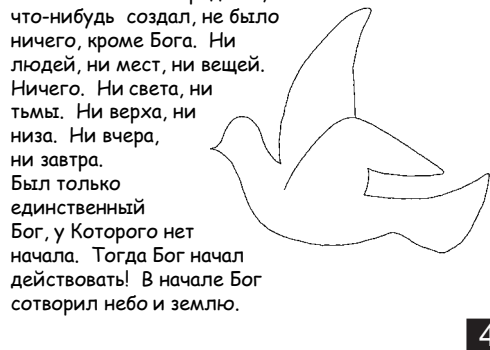 что-нибудь создал, не было
ничего, кроме Бога. Ни
людей, ни мест, ни вещей.
Ничего. Ни света, ни
тьмы. Ни верха, ни
низа. Ни вчера,
ни завтра.
Был только
единственный
Бог, у Которого нет
начала. Тогда Бог начал
действовать! В начале Бог
сотворил небо и землю.
4